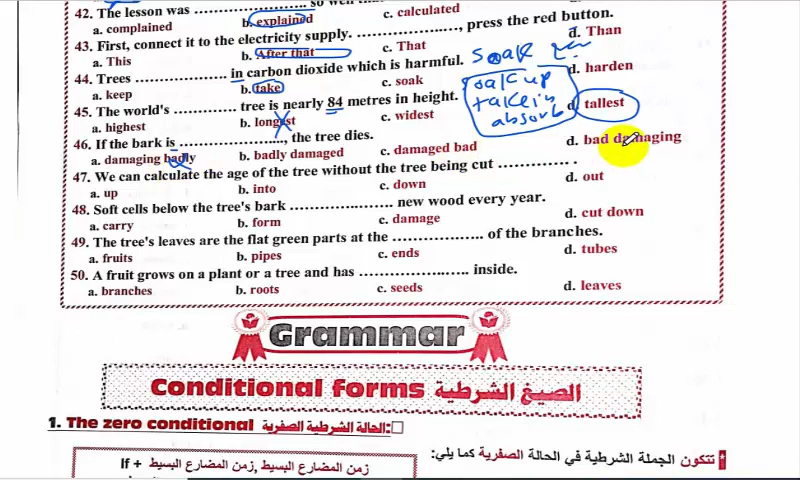 42. The lesson was ........................ so
a. complained b. explained c. calculated
43. First, connect it to the electricity supply. ....................., press the red button.
a. This b. After that c. That d. Than
44. Trees ..................... in carbon dioxide which is harmful. soak
a. keep b. take c. soak d. harden
soak up
take in
absorb
45. The world's ............... tree is nearly 84 metres in height.
a. highest b. longest c. widest d. tallest
46. If the bark is ........................, the tree dies.
a. damaging badly b. badly damaged c. damaged bad d. bad damaging
47. We can calculate the age of the tree without the tree being cut ............... .
a. up b. into c. down d. out
48. Soft cells below the tree's bark ..................... new wood every year.
a. carry b. form c. damage d. cut down
49. The tree's leaves are the flat green parts at the .................. of the branches.
a. fruits b. pipes c. ends d. tubes
50. A fruit grows on a plant or a tree and has ..................... inside.
a. branches b. roots c. seeds d. leaves
Grammar
Conditional forms الصيغ الشرطية
1. The zero conditional الحالة الشرطية الصفرية:
* تتكون الجملة الشرطية في الحالة الصفرية كما يلي:
If + زمن المضارع البسيط ,زمن المضارع البسيط